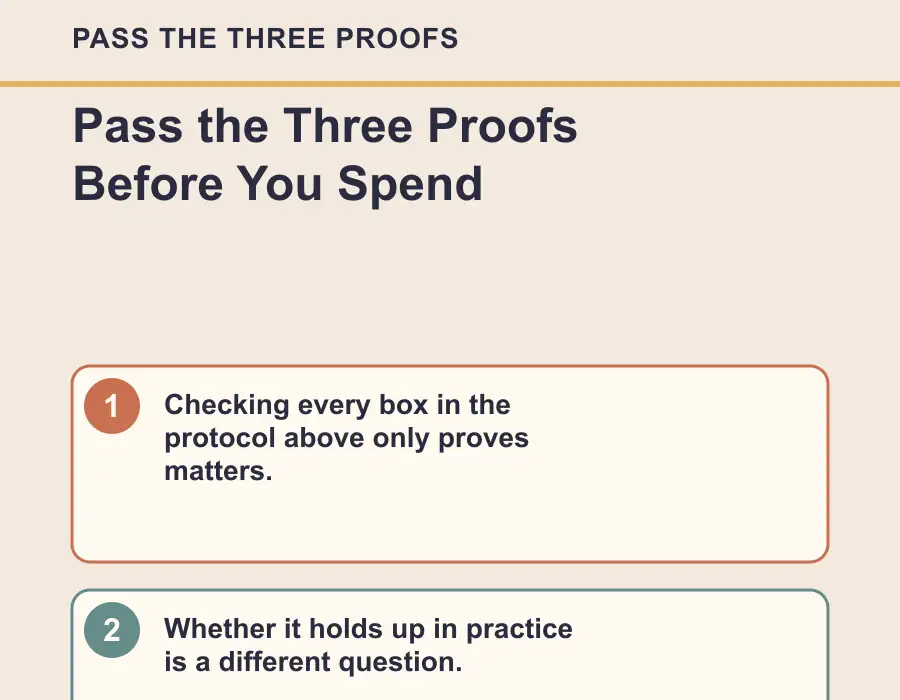 PASS THE THREE PROOFS
Pass the Three Proofs
Before You Spend
1
Checking every box in the
protocol above only proves
matters.
2
Whether it holds up in practice
is a different question.